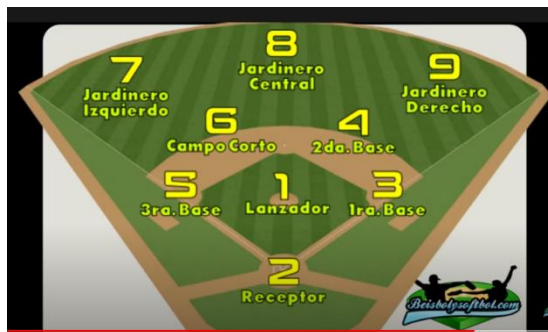 8
Jardinero
Central
7
Jardinero
Izquierdo
9
Jardinero
Derecho
6
Campo Corto
4
2da. Base
5
3ra. Base
1
Lanzador
3
1ra. Base
2
Receptor
Beisbolysoftbol.com